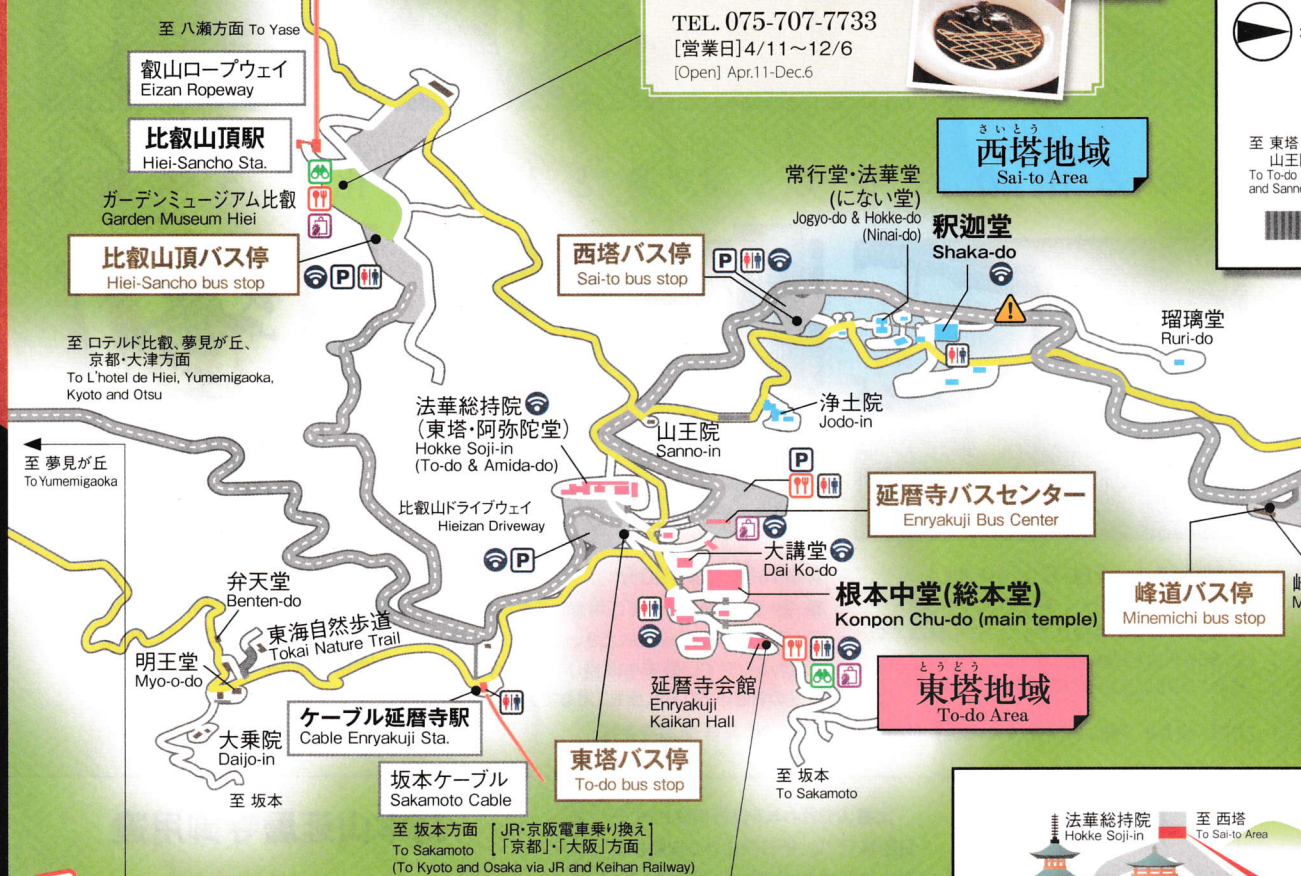 至 八瀬方面 To Yase
叡山ロープウェイ
Eizan Ropeway
比叡山頂駅
Hiei-Sancho Sta.
ガーデンミュージアム比叡
Garden Museum Hiei
比叡山頂バス停
Hiei-Sancho bus stop
P
TEL. 075-707-7733
[営業日]4/11〜12/6
[Open] Apr.11-Dec.6
さいとう
西塔地域
Sai-to Area
至 東塔
To To-do
常行堂・法華堂
(にない堂)
Jogyo-do & Hokke-do
(Ninai-do)
釈迦堂
Shaka-do
西塔バス停
Sai-to bus stop
P
瑠璃堂
Ruri-do
至 ロテルド比叡、夢見が丘、
京都・大津方面
To L'hotel de Hiei, Yumemigaoka,
Kyoto and Otsu
至 夢見が丘
To Yumemigaoka
法華総持院
(東塔・阿弥陀堂)
Hokke Soji-in
(To-do & Amida-do)
山王院
Sanno-in
浄土院
Jodo-in
P
延暦寺バスセンター
Enryakuji Bus Center
比叡山ドライブウェイ
Hieizan Driveway
P
大講堂
Dai Ko-do
根本中堂(総本堂)
Konpon Chu-do (main temple)
峰道バス停
Minemichi bus stop
弁天堂
Benten-do
東海自然歩道
Tokai Nature Trail
明王堂
Myo-o-do
大乗院
Daijo-in
至 坂本
ケーブル延暦寺駅
Cable Enryakuji Sta.
坂本ケーブル
Sakamoto Cable
至 坂本方面 [JR・京阪電車乗り換え
To Sakamoto 「京都」・「大阪」方面]
(To Kyoto and Osaka via JR and Keihan Railway)
延暦寺会館
Enryakuji
Kaikan Hall
東塔バス停
To-do bus stop
至 坂本
To Sakamoto
とうどう
東塔地域
To-do Area
法華総持院
Hokke Soji-in
至 西塔
To Sai-to Area